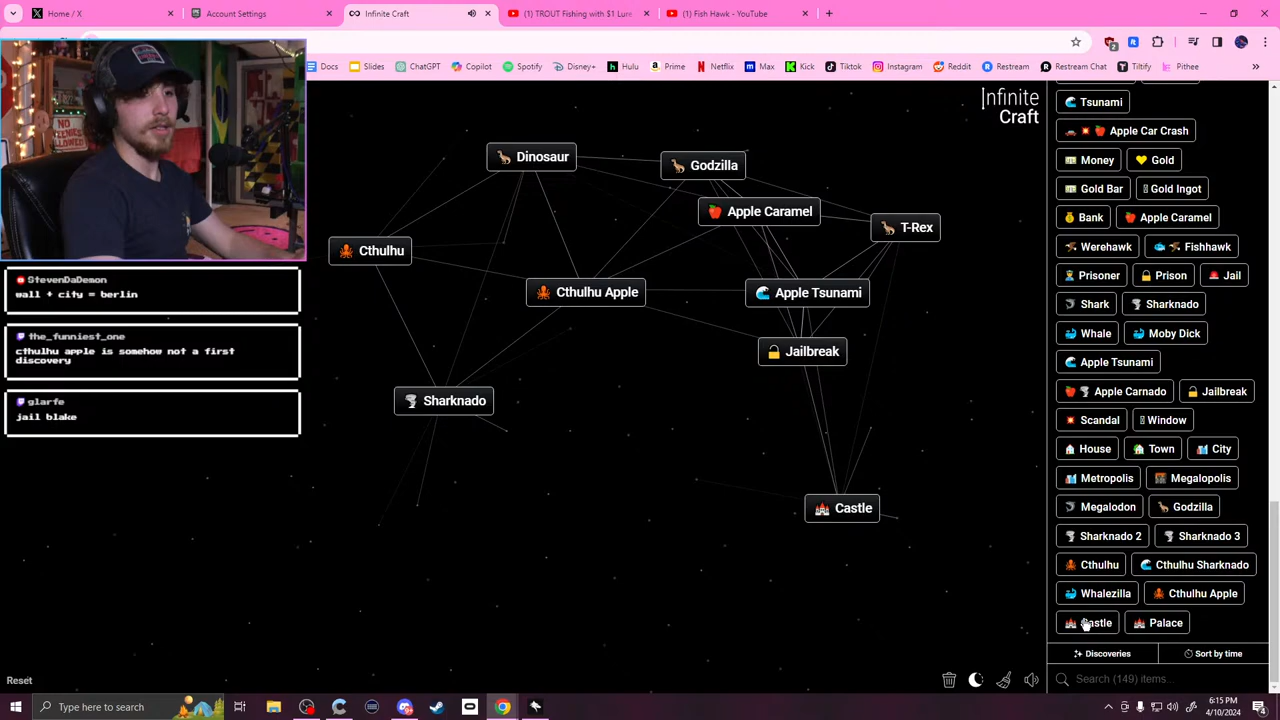 Home / X
Account Settings
Infinite Craft
(1) TROUT Fishing with $1 Lure
(1) Fish Hawk - YouTube
Docs
Slides
ChatGPT
Copilot
Spotify
Disney+
Hulu
Prime
Netflix
Max
Kick
Tiktok
Instagram
Reddit
Restream
Restream Chat
Tiltify
Pithee
StevenDaDemon
wall + city = berlin
the_funniest_one
cthulhu apple is somehow not a first
discovery
glarfe
jail blake
Infinite
Craft
Dinosaur
Godzilla
Apple Caramel
T-Rex
Cthulhu
Cthulhu Apple
Apple Tsunami
Jailbreak
Sharknado
Castle
Reset
Tsunami
Apple Car Crash
Money
Gold
Gold Bar
Gold Ingot
Bank
Apple Caramel
Werehawk
Fishhawk
Prisoner
Prison
Jail
Shark
Sharknado
Whale
Moby Dick
Apple Tsunami
Apple Carnado
Jailbreak
Scandal
Window
House
Town
City
Metropolis
Megalopolis
Megalodon
Godzilla
Sharknado 2
Sharknado 3
Cthulhu
Cthulhu Sharknado
Whalezilla
Cthulhu Apple
Castle
Palace
Discoveries
Sort by time
Search (149) items...
Type here to search
6:15 PM
4/10/2024